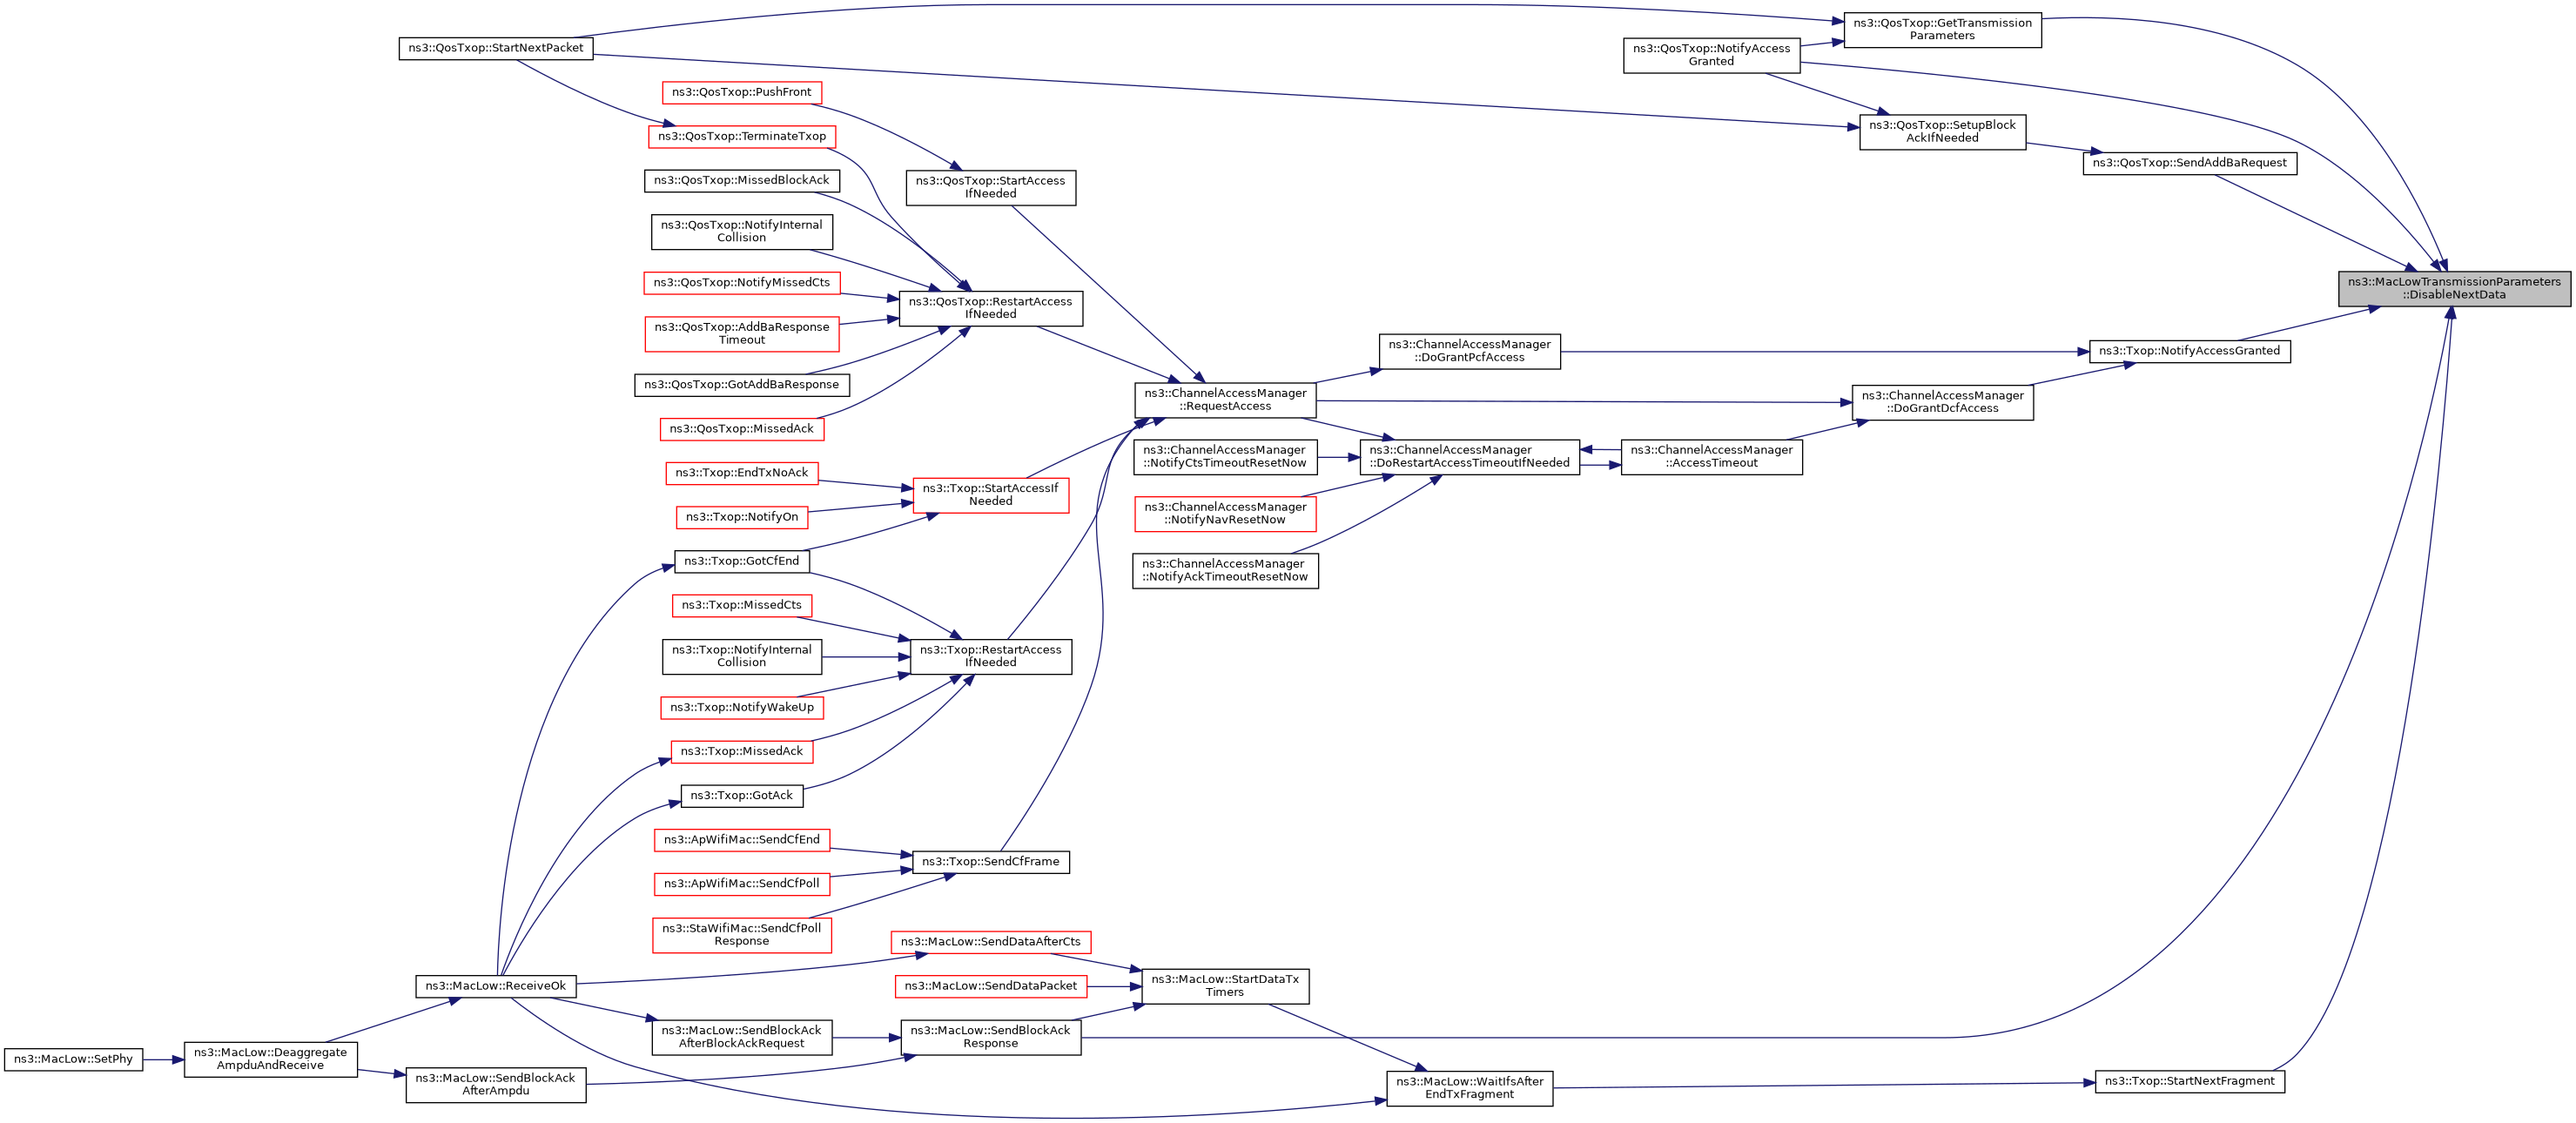 ns3::QosTxop::GetTransmission
Parameters
ns3::QosTxop::StartNextPacket
ns3::QosTxop::NotifyAccess
Granted
ns3::QosTxop::PushFront
ns3::QosTxop::TerminateTxop
ns3::QosTxop::SetupBlock
AckIfNeeded
ns3::QosTxop::SendAddBaRequest
ns3::QosTxop::MissedBlockAck
ns3::QosTxop::StartAccess
IfNeeded
ns3::QosTxop::NotifyInternal
Collision
ns3::QosTxop::NotifyMissedCts
ns3::MacLowTransmissionParameters
::DisableNextData
ns3::QosTxop::RestartAccess
IfNeeded
ns3::QosTxop::AddBaResponse
Timeout
ns3::ChannelAccessManager
::DoGrantPcfAccess
ns3::Txop::NotifyAccessGranted
ns3::QosTxop::GotAddBaResponse
ns3::ChannelAccessManager
::RequestAccess
ns3::ChannelAccessManager
::DoGrantDcfAccess
ns3::QosTxop::MissedAck
ns3::ChannelAccessManager
::NotifyCtsTimeoutResetNow
ns3::ChannelAccessManager
::DoRestartAccessTimeoutIfNeeded
ns3::ChannelAccessManager
::AccessTimeout
ns3::Txop::EndTxNoAck
ns3::Txop::StartAccessIf
Needed
ns3::Txop::NotifyOn
ns3::ChannelAccessManager
::NotifyNavResetNow
ns3::Txop::GotCfEnd
ns3::ChannelAccessManager
::NotifyAckTimeoutResetNow
ns3::Txop::MissedCts
ns3::Txop::NotifyInternal
Collision
ns3::Txop::RestartAccess
IfNeeded
ns3::Txop::NotifyWakeUp
ns3::Txop::MissedAck
ns3::Txop::GotAck
ns3::ApWifiMac::SendCfEnd
ns3::Txop::SendCfFrame
ns3::ApWifiMac::SendCfPoll
ns3::StaWifiMac::SendCfPoll
Response
ns3::MacLow::SendDataAfterCts
ns3::MacLow::ReceiveOk
ns3::MacLow::SendDataPacket
ns3::MacLow::StartDataTx
Timers
ns3::MacLow::SendBlockAck
AfterBlockAckRequest
ns3::MacLow::SendBlockAck
Response
ns3::MacLow::SetPhy
ns3::MacLow::Deaggregate
AmpduAndReceive
ns3::MacLow::SendBlockAck
AfterAmpdu
ns3::MacLow::WaitIfsAfter
EndTxFragment
ns3::Txop::StartNextFragment